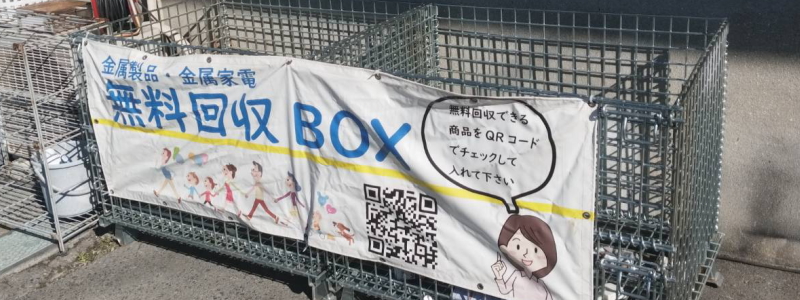 金属製品・金属家電
無料回収BOX
無料回収できる
商品をQRコード
でチェックして
入れて下さい